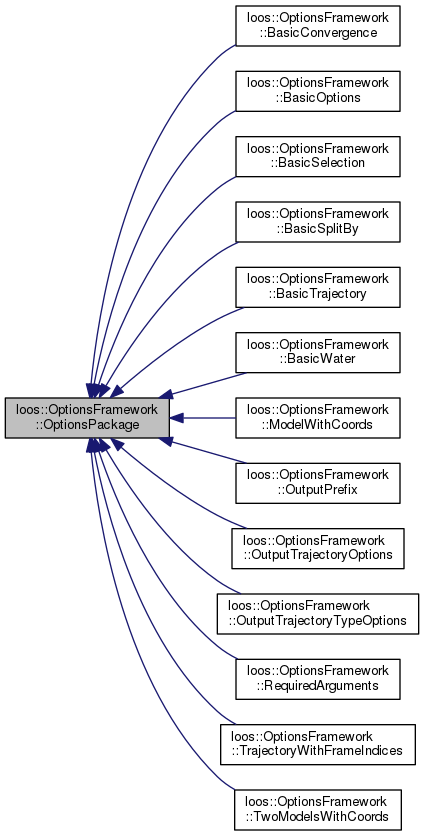 loos::OptionsFramework
::BasicConvergence
loos::OptionsFramework
::BasicOptions
loos::OptionsFramework
::BasicSelection
loos::OptionsFramework
::BasicSplitBy
loos::OptionsFramework
::BasicTrajectory
loos::OptionsFramework
::BasicWater
loos::OptionsFramework
::OptionsPackage
loos::OptionsFramework
::ModelWithCoords
loos::OptionsFramework
::OutputPrefix
loos::OptionsFramework
::OutputTrajectoryOptions
loos::OptionsFramework
::OutputTrajectoryTypeOptions
loos::OptionsFramework
::RequiredArguments
loos::OptionsFramework
::TrajectoryWithFrameIndices
loos::OptionsFramework
::TwoModelsWithCoords